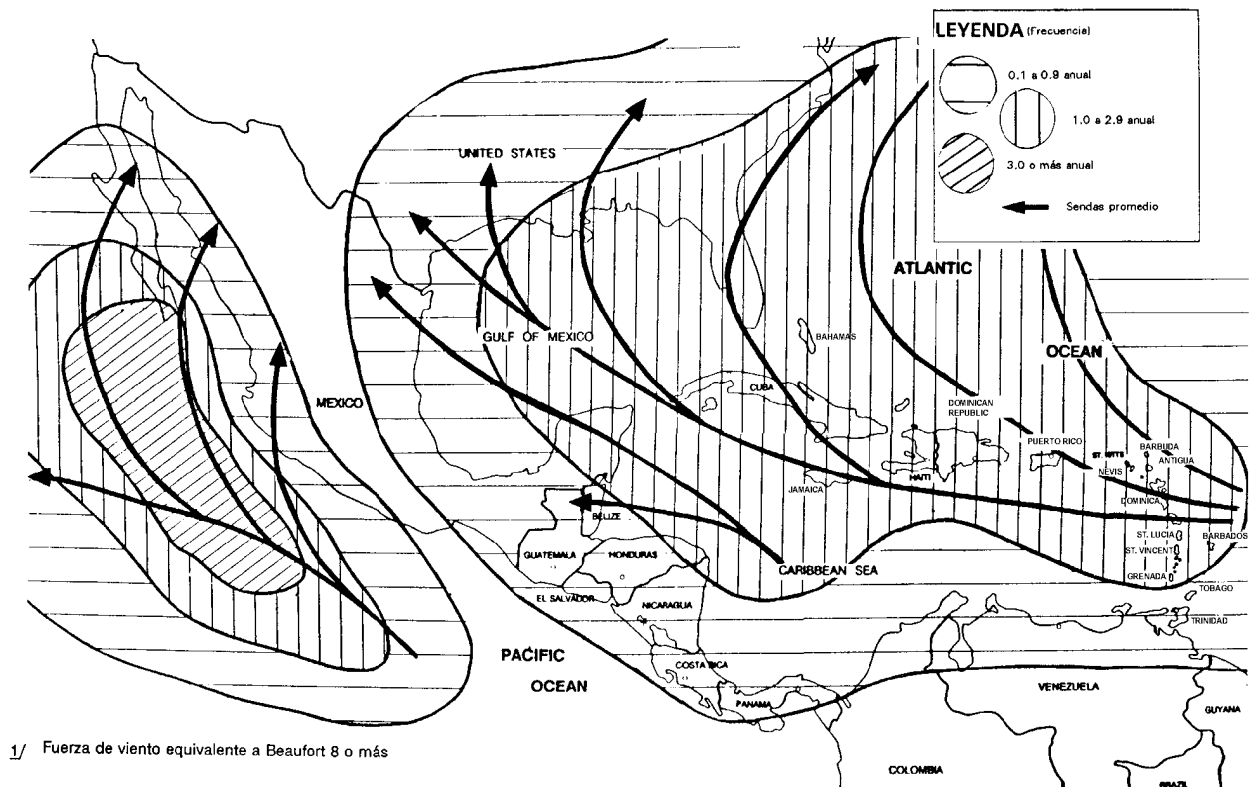 LEYENDA (Frecuencia)
0.1 a 0.9 anual
1.0 a 2.9 anual
3.0 o más anual
Sendas promedio
UNITED STATES
ATLANTIC
OCEAN
GULF OF MEXICO
BAHAMAS
MEXICO
CUBA
DOMINICAN
REPUBLIC
PUERTO RICO
ST. KITTS
NEVIS
BARBUDA
ANTIGUA
HAITI
JAMAICA
DOMINICA
BELIZE
ST. LUCIA
BARBADOS
ST. VINCENT
GRENADA
GUATEMALA
HONDURAS
CARIBBEAN SEA
EL SALVADOR
NICARAGUA
TOBAGO
TRINIDAD
PACIFIC
OCEAN
COSTA RICA
PANAMA
VENEZUELA
GUYANA
COLOMBIA
BRAZIL
1/ Fuerza de viento equivalente a Beaufort 8 o más